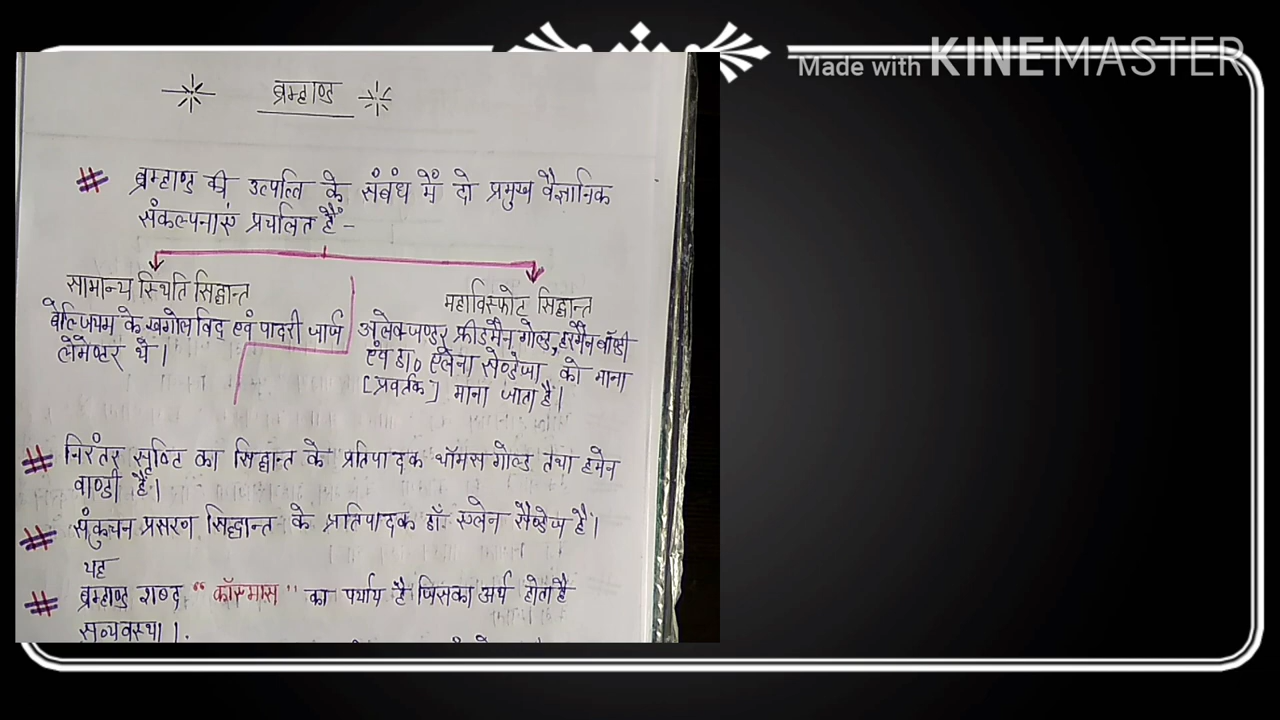 Made with KINEMASTER
ब्रम्हाण्ड
# ब्रम्हाण्ड की उत्पत्ति के संबंध में दो प्रमुख वैज्ञानिक
संकल्पनाएं प्रचलित हैं -
सामान्य स्थिति सिद्धान्त
बेल्जियम के खगोलविद् एवं पादरी जार्ज
लेमेण्टर थे।
महाविस्फोट सिद्धान्त
अलेक्जण्डर फ्रीडमैन गोल्ड, हरमैन बॉण्डी
एवं डा० एलेना सेण्डेजा को माना
[प्रवर्तक] माना जाता है।
# निरंतर सृष्टि का सिद्धान्त के प्रतिपादक थॉमस गोल्ड तथा हर्मन
वाण्डी है।
# संकुचन प्रसरण सिद्धान्त के प्रतिपादक डॉ एलेन सैण्डेज है।
यह
# ब्रम्हाण्ड शब्द "कॉस्मास" का पर्याय है जिसका अर्थ होता है
सुव्यवस्था।.